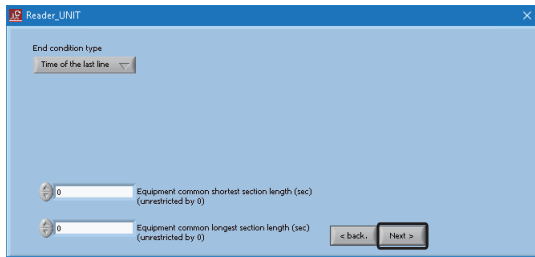 Reader_UNIT
End condition type
Time of the last line
0
Equipment common shortest section length (sec)
(unrestricted by 0)
0
Equipment common longest section length (sec)
(unrestricted by 0)
< back.
Next >